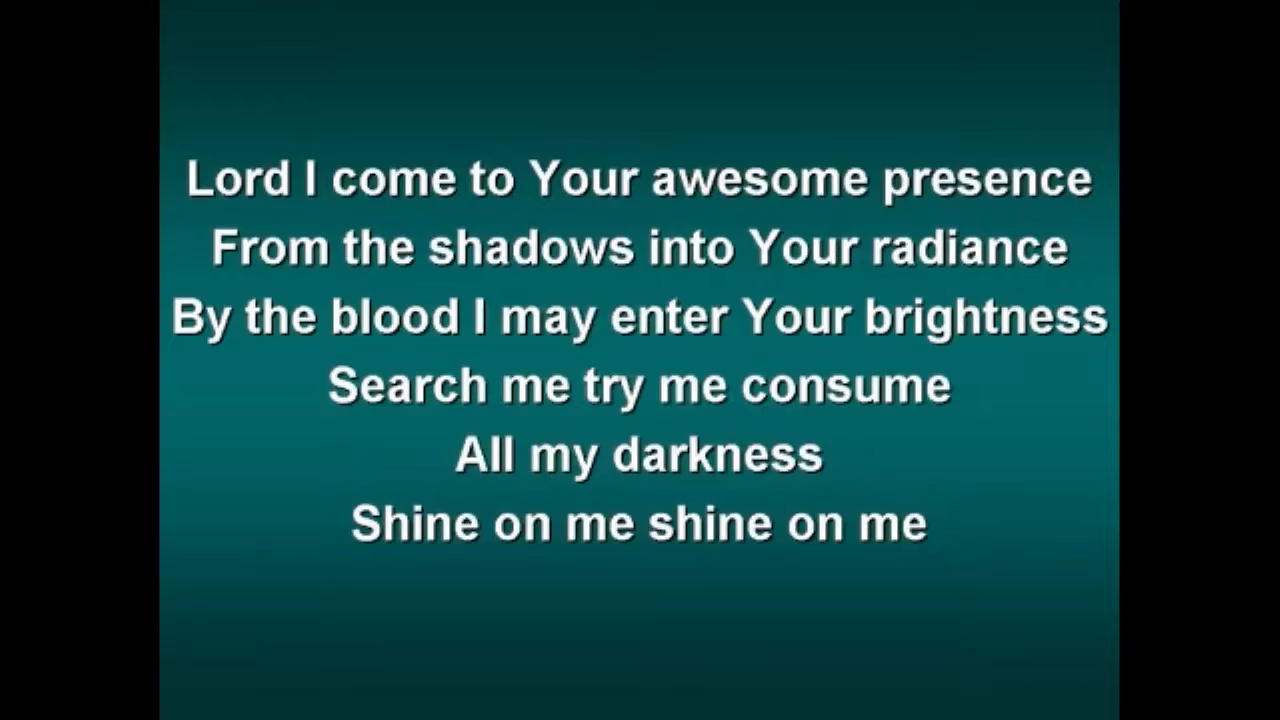 Lord I come to Your awesome presence
From the shadows into Your radiance
By the blood I may enter Your brightness
Search me try me consume
All my darkness
Shine on me shine on me